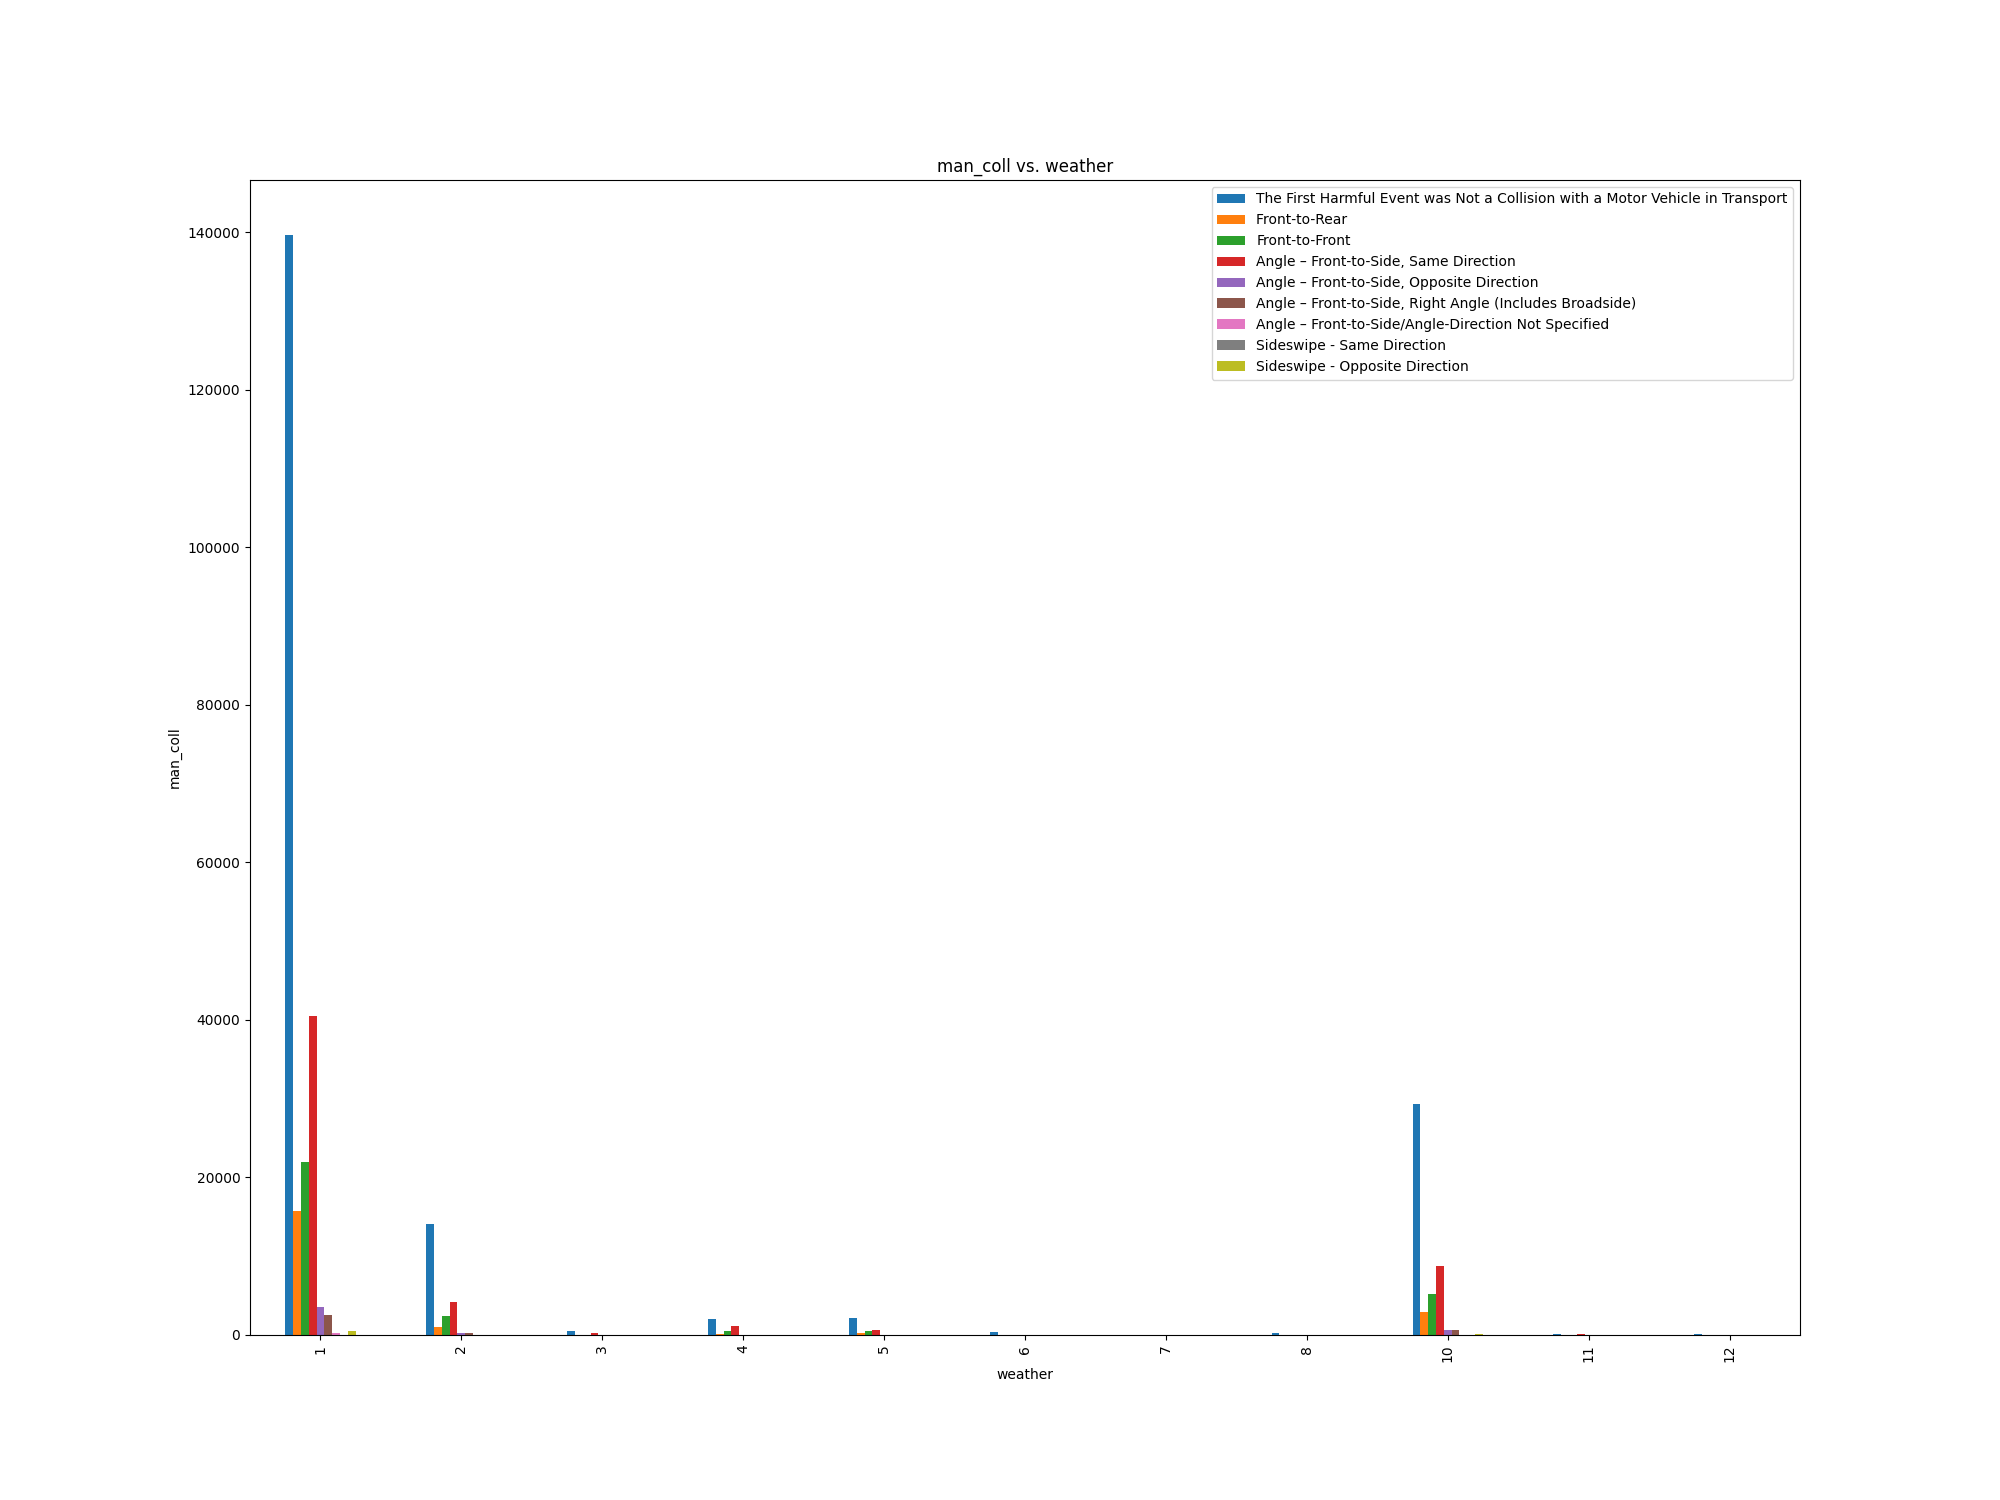 man_coll vs. weather
The First Harmful Event was Not a Collision with a Motor Vehicle in Transport
Front-to-Rear
Front-to-Front
Angle – Front-to-Side, Same Direction
Angle – Front-to-Side, Opposite Direction
Angle – Front-to-Side, Right Angle (Includes Broadside)
Angle – Front-to-Side/Angle-Direction Not Specified
Sideswipe - Same Direction
Sideswipe - Opposite Direction
140000
120000
100000
80000
60000
40000
20000
0
man_coll
1 2 3 4 5 6 7 8 10 11 12
weather